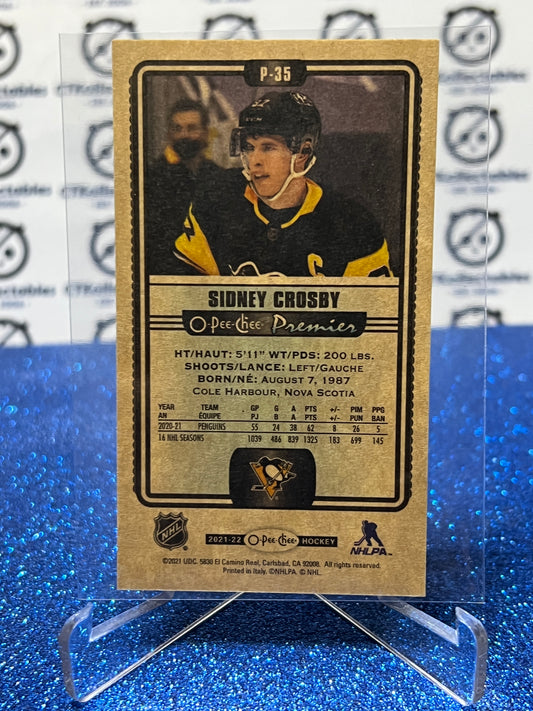 P-35
C
SIDNEY CROSBY
O-Pee-Chee Premier
HT/HAUT: 5'11" WT/PDS: 200 LBS.
SHOOTS/LANCE: LEFT/GAUCHE
BORN/NÉ: AUGUST 7, 1987
COLE HARBOUR, NOVA SCOTIA
YEAR TEAM GP G A PTS +/- PIM PPG
AN ÉQUIPE PJ B A PTS +/- PUN BAN
2020-21 PENGUINS 55 24 38 62 8 26 5
16 NHL SEASONS 1039 486 839 1325 183 699 145
NHL
2021-22 O-Pee-Chee HOCKEY
NHLPA
©2021 UDC. 5830 El Camino Real, Carlsbad, CA 92008. All rights reserved.
Printed in Italy. ©NHLPA. © NHL.